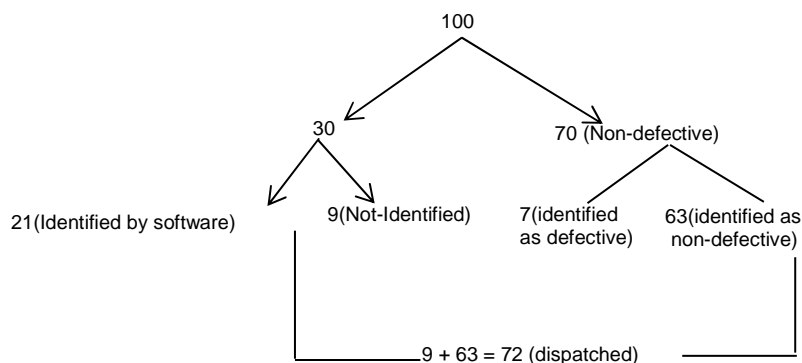 100
30
70 (Non-defective)
21(Identified by software)
9(Not-Identified)
7(identified
as defective)
63(identified as
non-defective)
9 + 63 = 72 (dispatched)